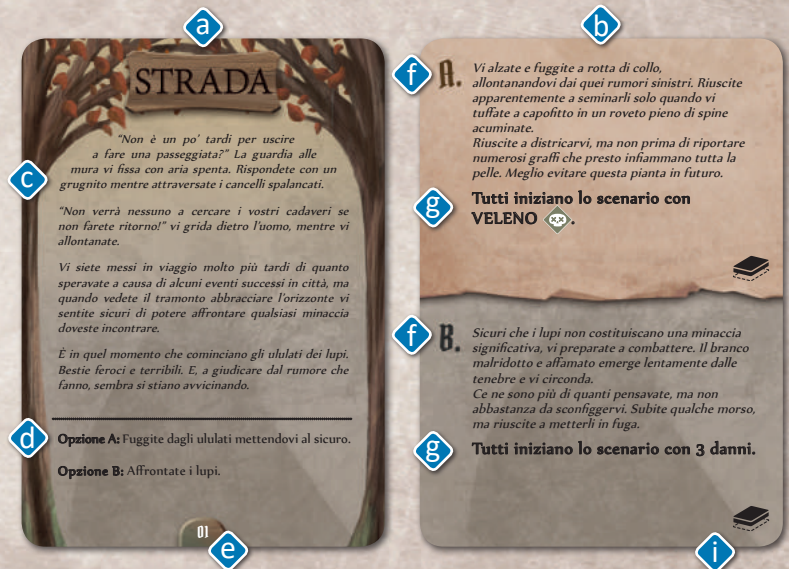 a
STRADA
"Non è un po' tardi per uscire
a fare una passeggiata?" La guardia alle
mura vi fissa con aria spenta. Rispondete con un
grugnito mentre attraversate i cancelli spalancati.
c
"Non verrà nessuno a cercare i vostri cadaveri se
non farete ritorno!" vi grida dietro l'uomo, mentre vi
allontanate.
Vi siete messi in viaggio molto più tardi di quanto
speravate a causa di alcuni eventi successi in città, ma
quando vedete il tramonto abbracciare l'orizzonte vi
sentite sicuri di potere affrontare qualsiasi minaccia
doveste incontrare.
È in quel momento che cominciano gli ululati dei lupi.
Bestie feroci e terribili. E, a giudicare dal rumore che
fanno, sembra si stiano avvicinando.
d
Opzione A: Fuggite dagli ululati mettendovi al sicuro.
Opzione B: Affrontate i lupi.
01
e
b
f
A.
Vi alzate e fuggite a rotta di collo,
allontanandovi dai quei rumori sinistri. Riuscite
apparentemente a seminarli solo quando vi
tuffate a capofitto in un roveto pieno di spine
acuminate.
Riuscite a districarvi, ma non prima di riportare
numerosi graffi che presto infiammano tutta la
pelle. Meglio evitare questa pianta in futuro.
g
Tutti iniziano lo scenario con
VELENO .
f
B.
Sicuri che i lupi non costituiscano una minaccia
significativa, vi preparate a combattere. Il branco
malridotto e affamato emerge lentamente dalle
tenebre e vi circonda.
Ce ne sono più di quanti pensavate, ma non
abbastanza da sconfiggervi. Subite qualche morso,
ma riuscite a metterli in fuga.
g
Tutti iniziano lo scenario con 3 danni.
i